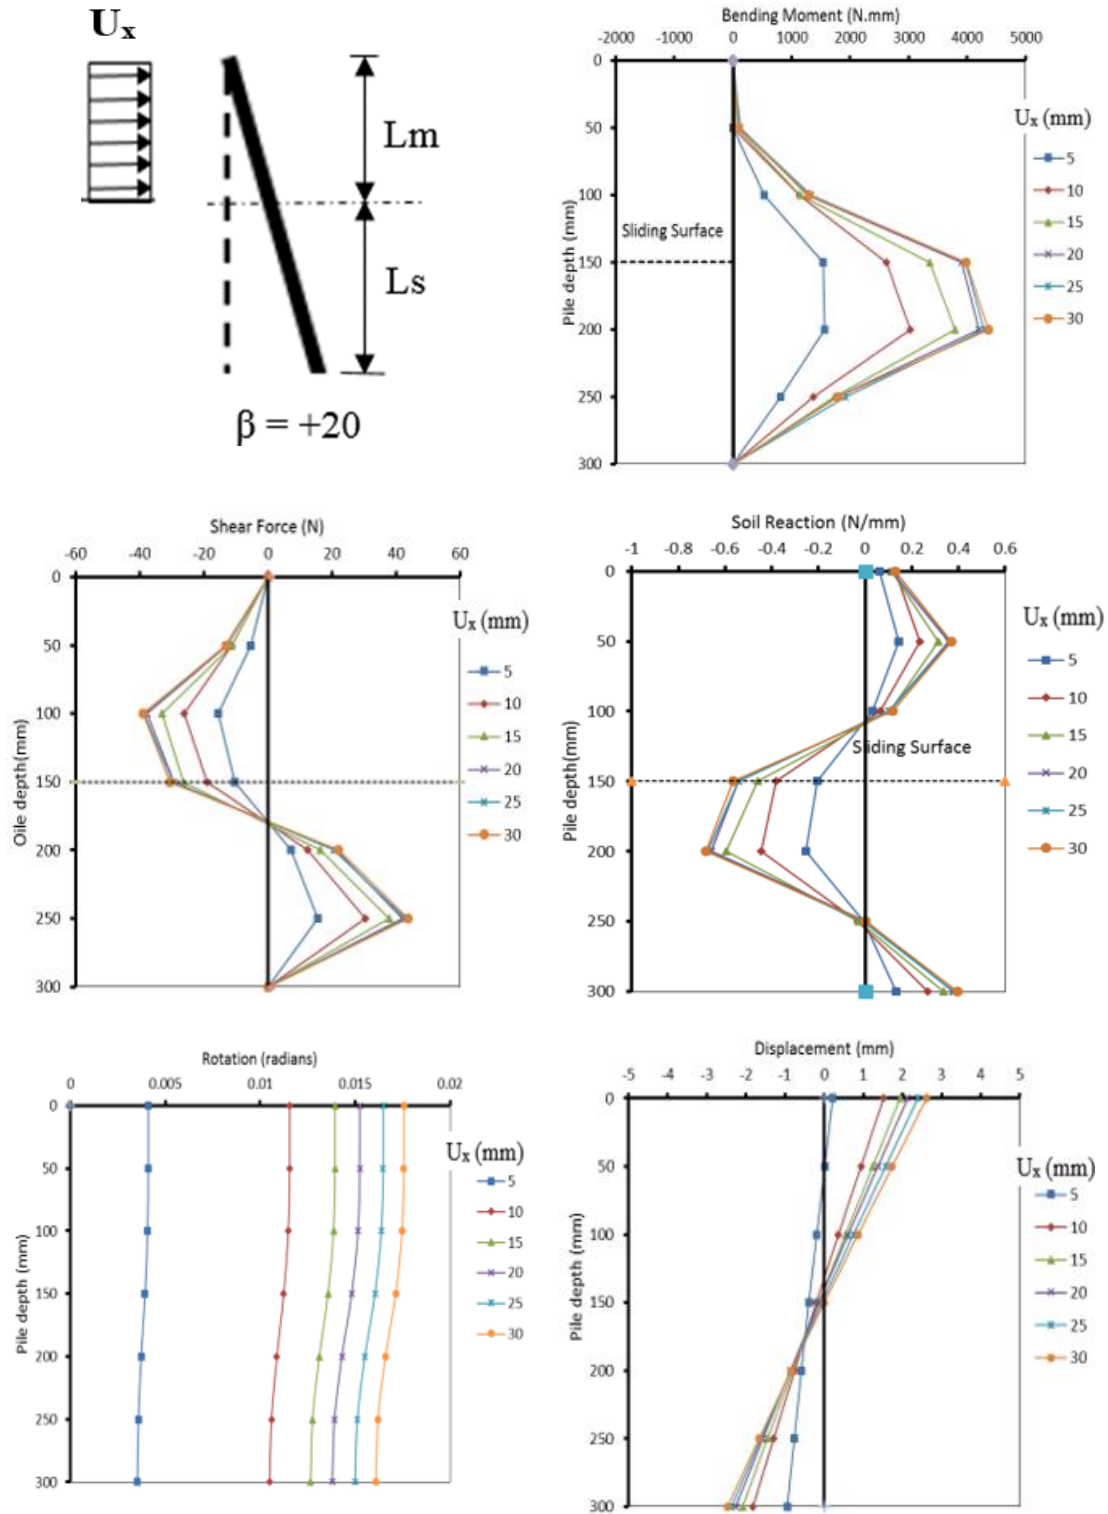 Uₓ
Lm
Ls
β = +20
Bending Moment (N.mm)
-2000 -1000 0 1000 2000 3000 4000 5000
0
50
100
150
200
250
300
Pile depth (mm)
Sliding Surface
Uₓ (mm)
5
10
15
20
25
30
Shear Force (N)
-60 -40 -20 0 20 40 60
0
50
100
150
200
250
300
Oile depth(mm)
Uₓ (mm)
5
10
15
20
25
30
Soil Reaction (N/mm)
-1 -0.8 -0.6 -0.4 -0.2 0 0.2 0.4 0.6
0
50
100
150
200
250
300
Pile depth(mm)
Sliding Surface
Uₓ (mm)
5
10
15
20
25
30
Rotation (radians)
0 0.005 0.01 0.015 0.02
0
50
100
150
200
250
300
Pile depth (mm)
Uₓ (mm)
5
10
15
20
25
30
Displacement (mm)
-5 -4 -3 -2 -1 0 1 2 3 4 5
0
50
100
150
200
250
300
Pile depth (mm)
Uₓ (mm)
5
10
15
20
25
30